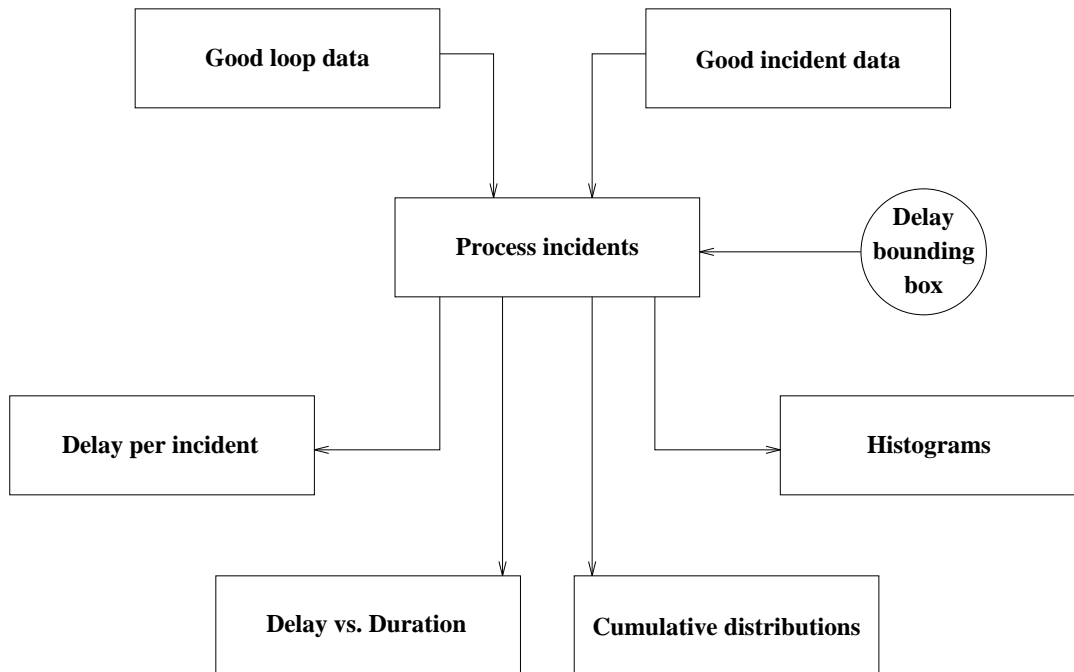 Good loop data
Good incident data
Process incidents
Delay
bounding
box
Delay per incident
Histograms
Delay vs. Duration
Cumulative distributions